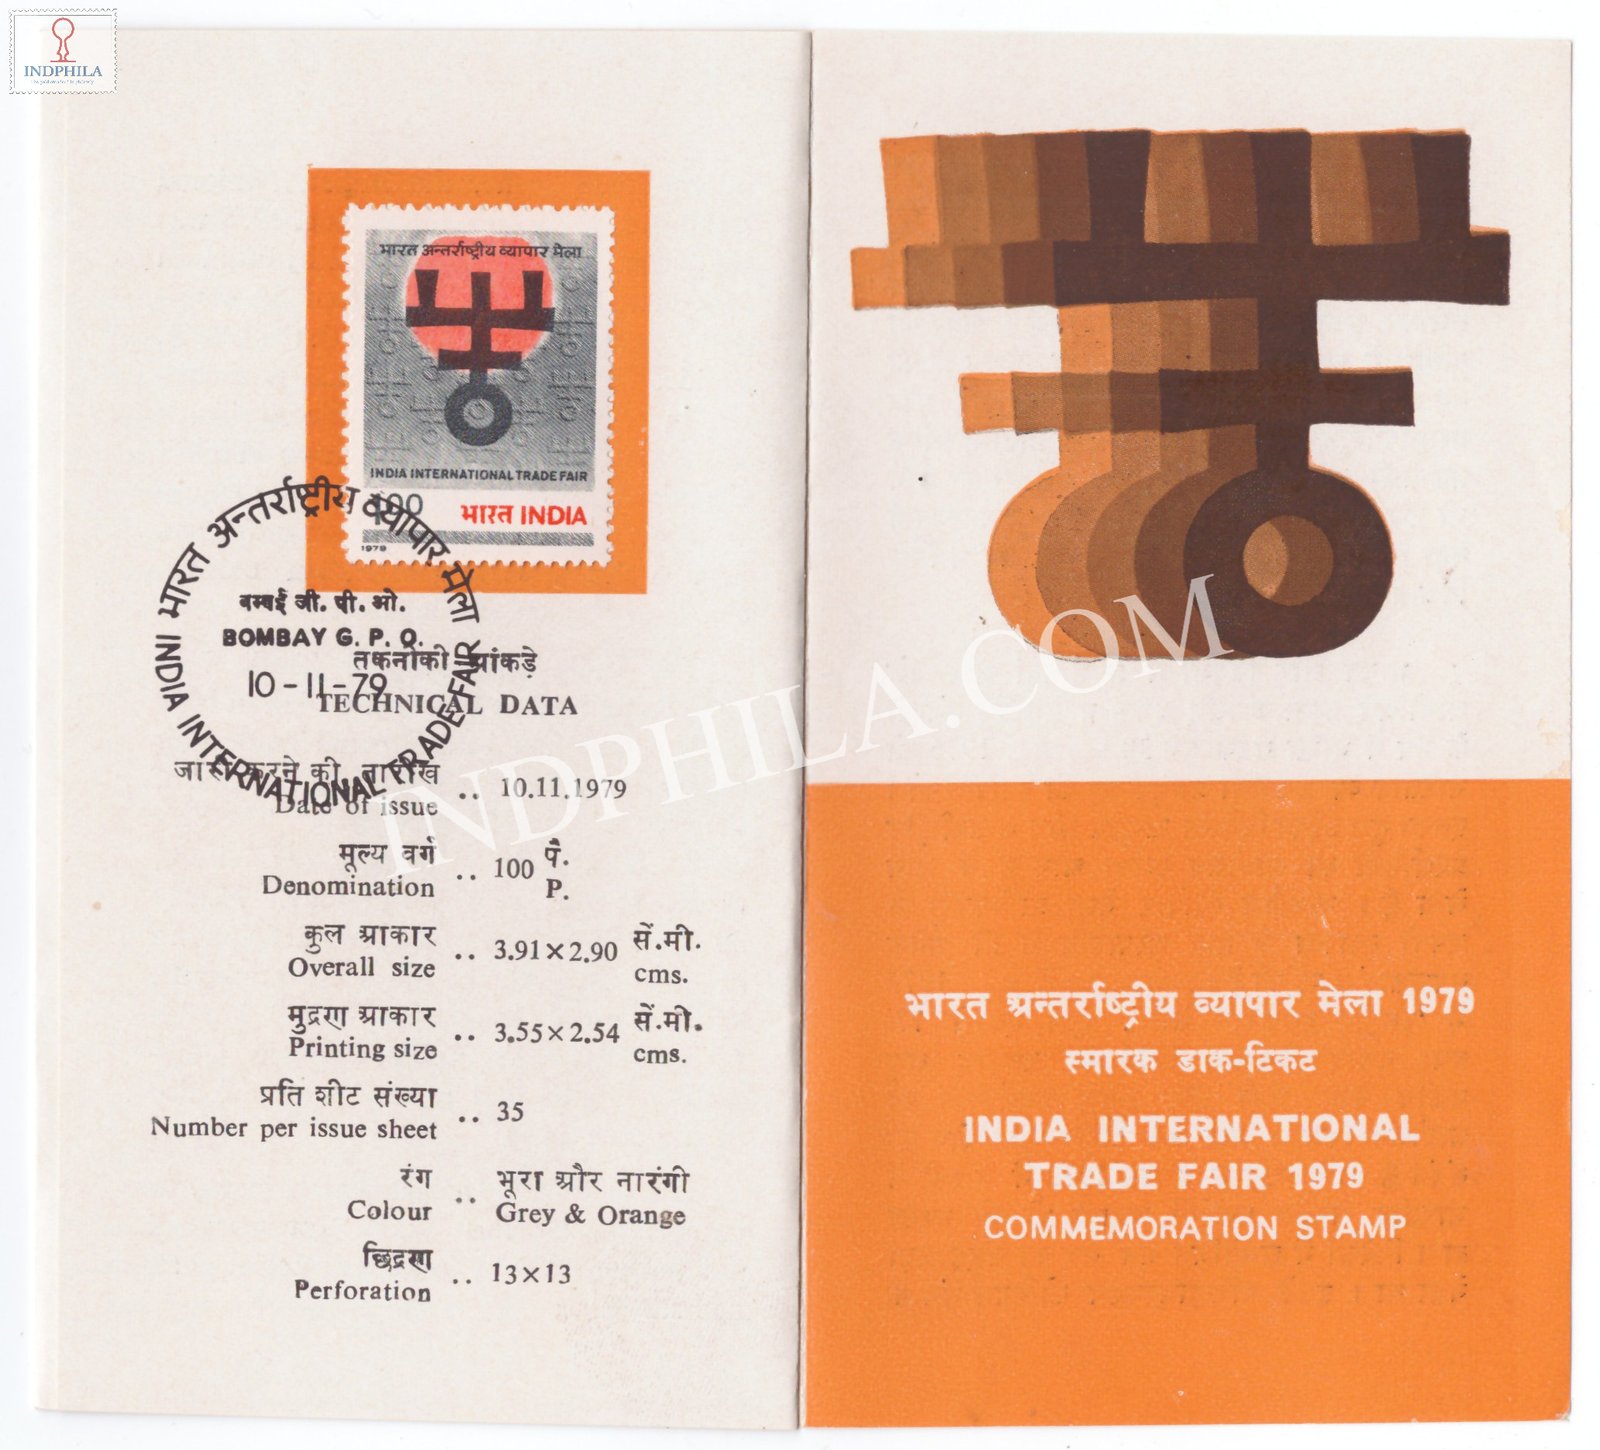 INDPHILA
भारत अन्तर्राष्ट्रीय व्यापार मेला
INDIA INTERNATIONAL TRADE FAIR
100
भारत INDIA
1979
भारत अन्तर्राष्ट्रीय व्यापार मेला
INDIA INTERNATIONAL TRADE FAIR
बम्बई जी. पी. ओ.
BOMBAY G. P. O.
10-11-79
तकनीकी आंकड़े
TECHNICAL DATA
जारी करने की तारीख
Date of issue .. 10.11.1979
मूल्य वर्ग
Denomination .. 100 पै.
P.
कुल आकार
Overall size .. 3.91×2.90 सें.मी.
cms.
मुद्रण आकार
Printing size .. 3.55×2.54 सें.मी.
cms.
प्रति शीट संख्या
Number per issue sheet .. 35
रंग .. भूरा और नारंगी
Colour Grey & Orange
छिद्रण
Perforation .. 13×13
INDPHILA.COM
भारत अन्तर्राष्ट्रीय व्यापार मेला 1979
स्मारक डाक-टिकट
INDIA INTERNATIONAL
TRADE FAIR 1979
COMMEMORATION STAMP